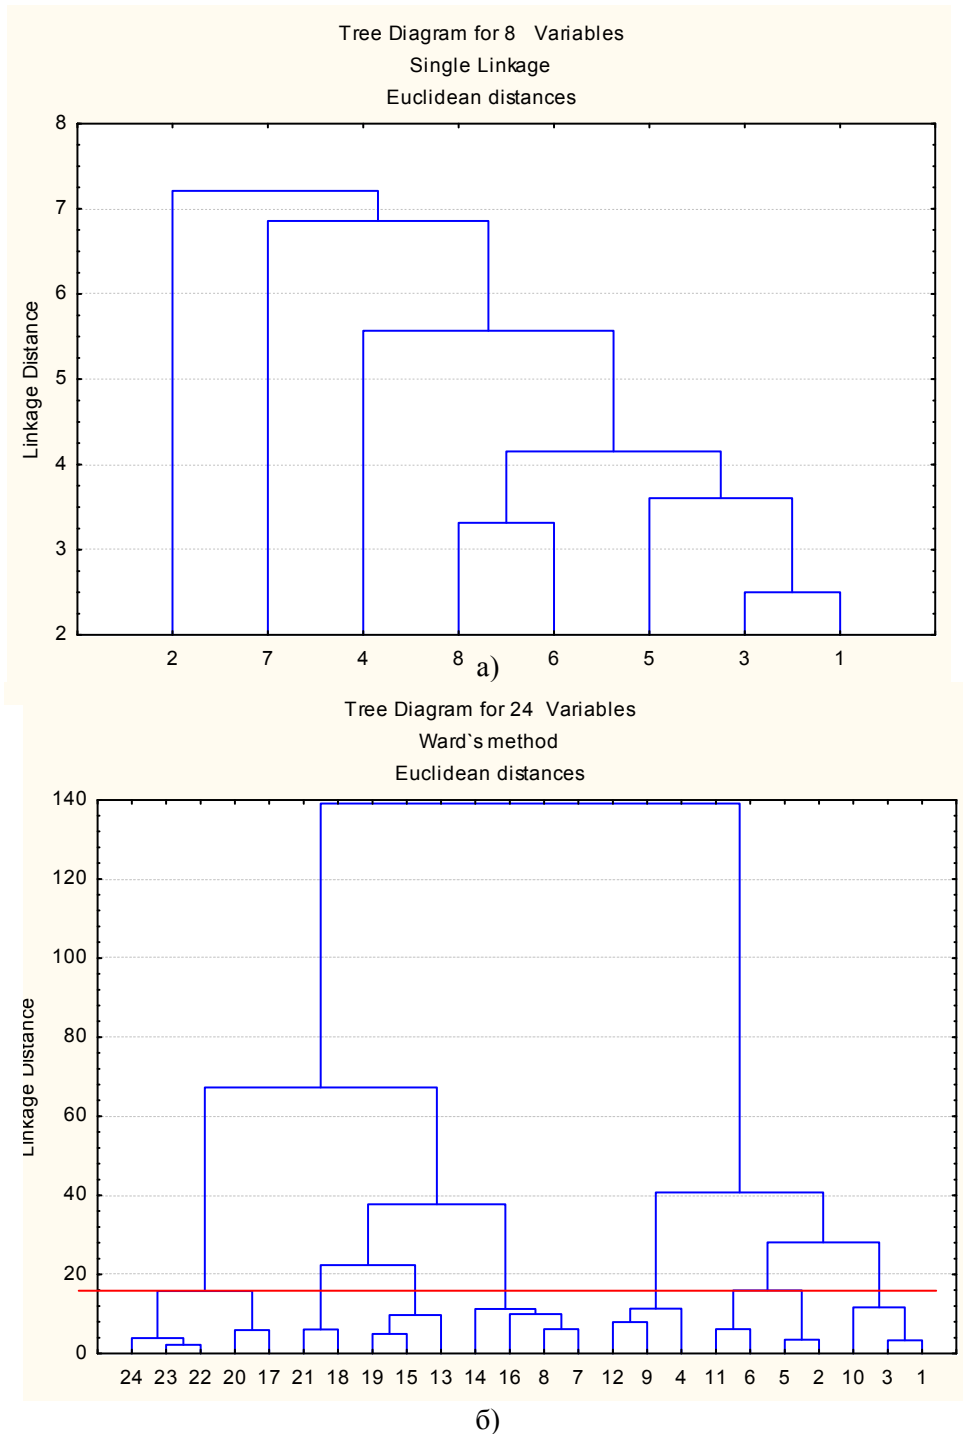 Tree Diagram for 8 Variables
Single Linkage
Euclidean distances
8
7
6
5
4
3
2
Linkage Distance
2 7 4 8 6 5 3 1
а)
Tree Diagram for 24 Variables
Ward`s method
Euclidean distances
140
120
100
80
60
40
20
0
Linkage Distance
24 23 22 20 17 21 18 19 15 13 14 16 8 7 12 9 4 11 6 5 2 10 3 1
б)